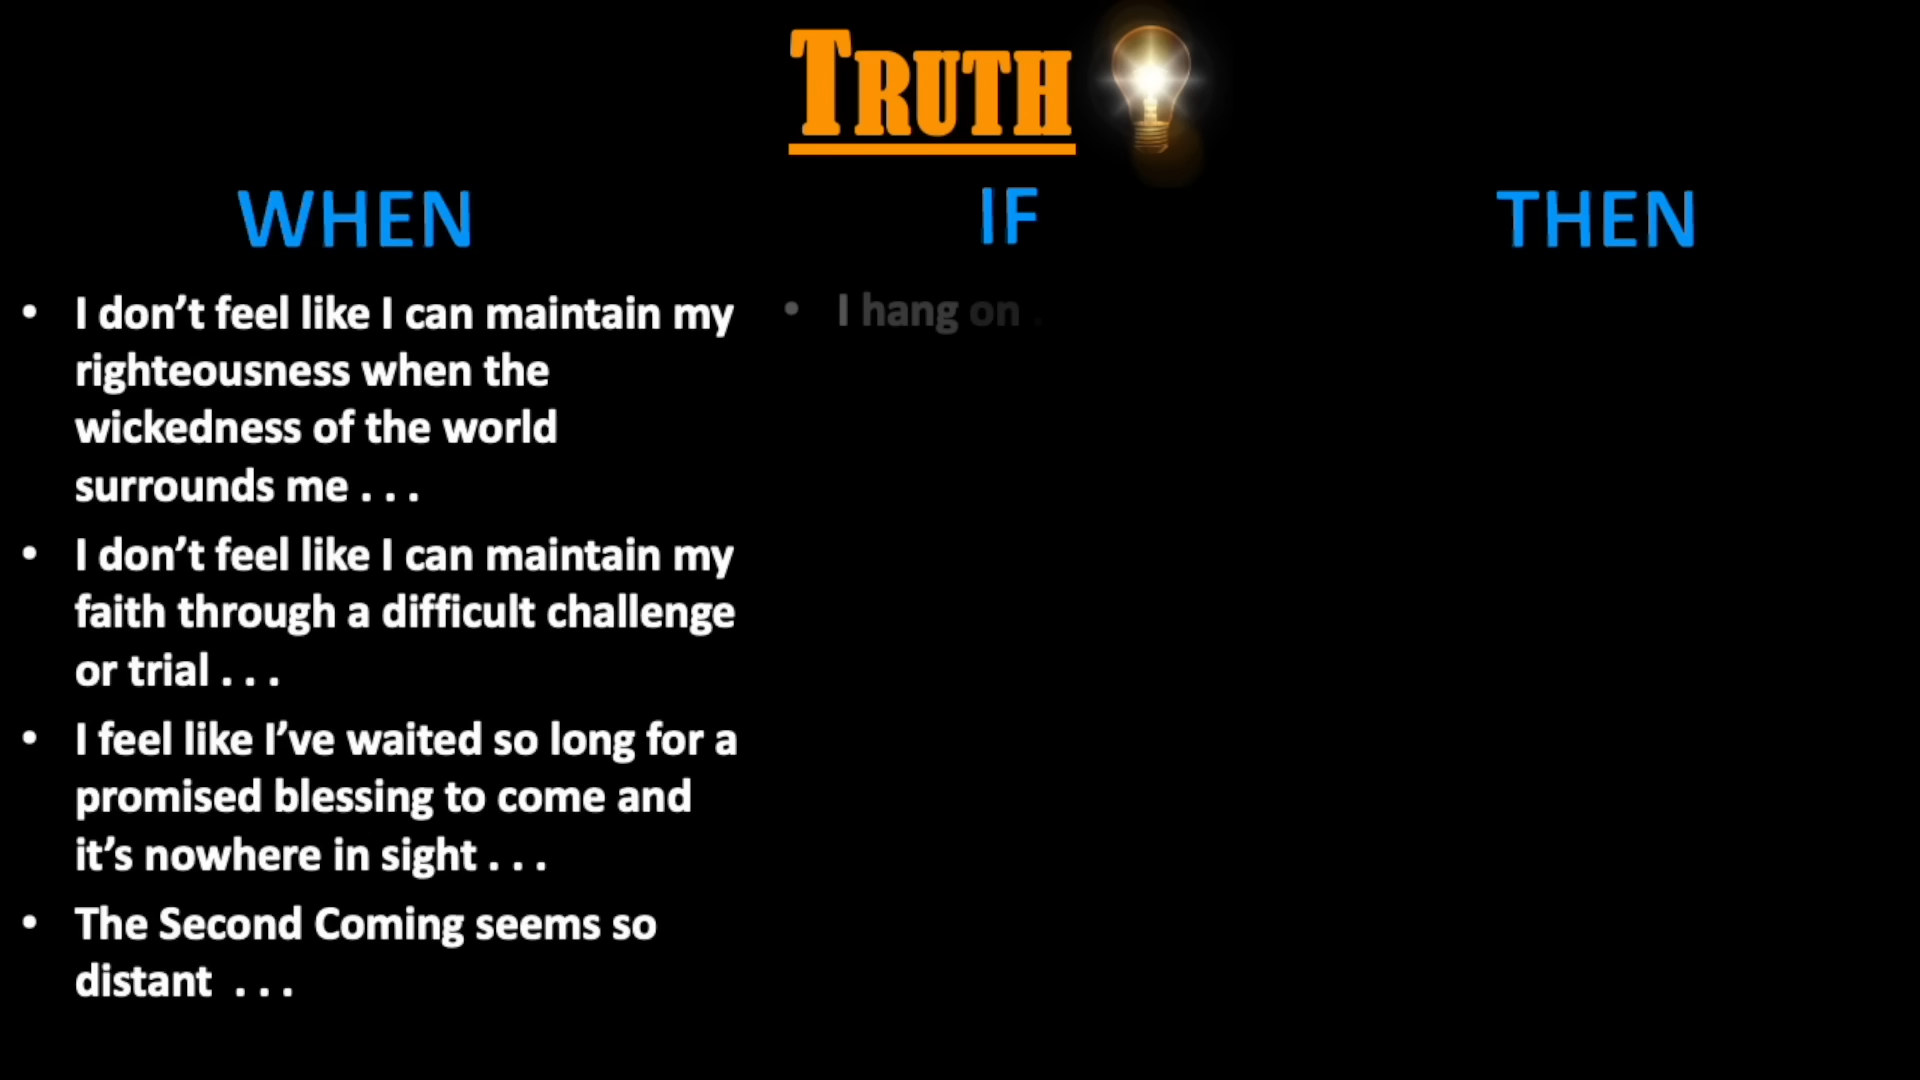 TRUTH
WHEN
IF
THEN
• I don’t feel like I can maintain my
righteousness when the
wickedness of the world
surrounds me . . .
• I don’t feel like I can maintain my
faith through a difficult challenge
or trial . . .
• I feel like I’ve waited so long for a
promised blessing to come and
it’s nowhere in sight . . .
• The Second Coming seems so
distant . . .
• I hang on .